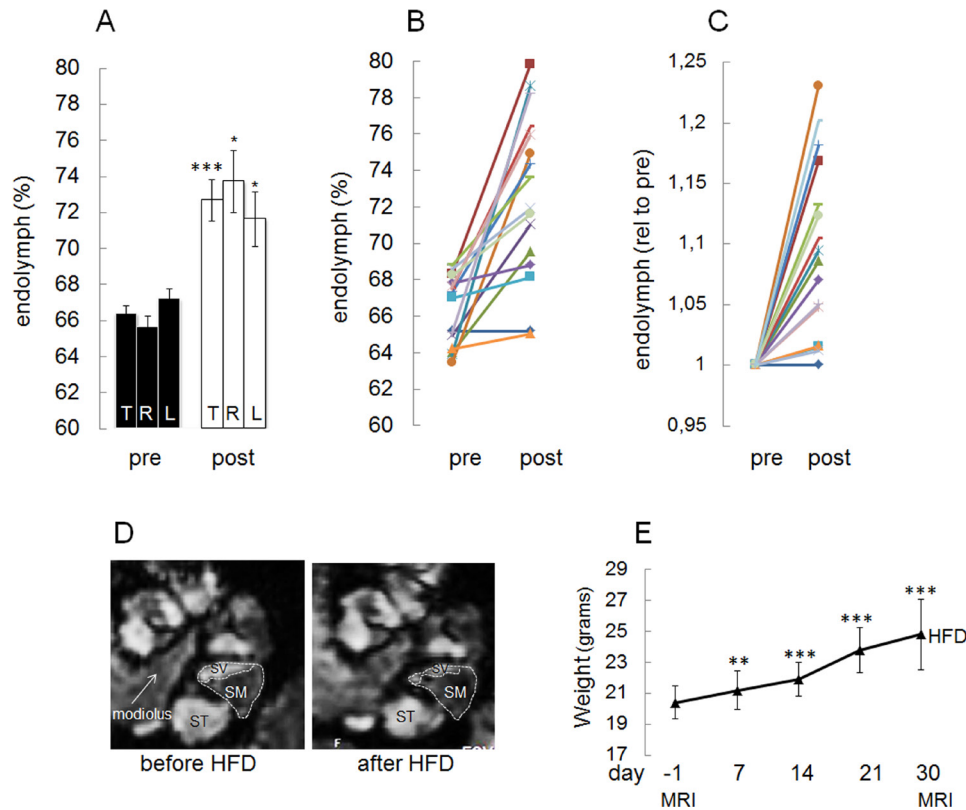 A
B
C
endolymph (%)
80
78
76
74
72
70
68
66
64
62
60
***
*
*
T
R
L
T
R
L
pre
post
endolymph (%)
80
78
76
74
72
70
68
66
64
62
60
pre
post
endolymph (rel to pre)
1,25
1,2
1,15
1,1
1,05
1
0,95
pre
post
D
SV
SM
ST
modiolus
before HFD
SV
SM
ST
F
after HFD
E
Weight (grams)
29
27
25
23
21
19
17
**
***
***
***
HFD
day -1 7 14 21 30
MRI MRI